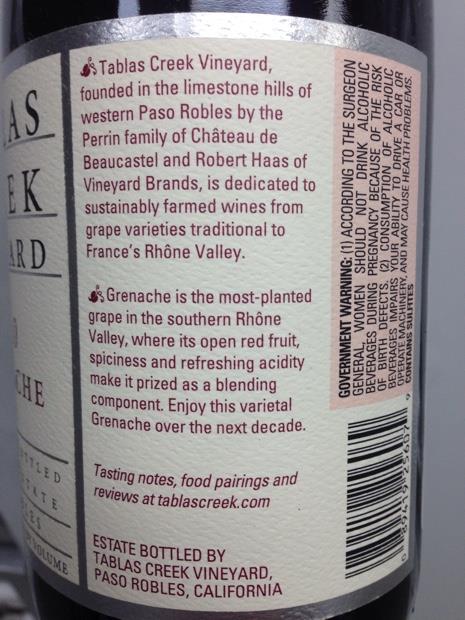 AS
EK
ARD
CHE
TTLED
TATE
LES
VOLUME
Tablas Creek Vineyard,
founded in the limestone hills of
western Paso Robles by the
Perrin family of Château de
Beaucastel and Robert Haas of
Vineyard Brands, is dedicated to
sustainably farmed wines from
grape varieties traditional to
France's Rhône Valley.
Grenache is the most-planted
grape in the southern Rhône
Valley, where its open red fruit,
spiciness and refreshing acidity
make it prized as a blending
component. Enjoy this varietal
Grenache over the next decade.
Tasting notes, food pairings and
reviews at tablascreek.com
ESTATE BOTTLED BY
TABLAS CREEK VINEYARD,
PASO ROBLES, CALIFORNIA
GOVERNMENT WARNING: (1) ACCORDING TO THE SURGEON
GENERAL, WOMEN SHOULD NOT DRINK ALCOHOLIC
BEVERAGES DURING PREGNANCY BECAUSE OF THE RISK
OF BIRTH DEFECTS. (2) CONSUMPTION OF ALCOHOLIC
BEVERAGES IMPAIRS YOUR ABILITY TO DRIVE A CAR OR
OPERATE MACHINERY, AND MAY CAUSE HEALTH PROBLEMS.
CONTAINS SULFITES